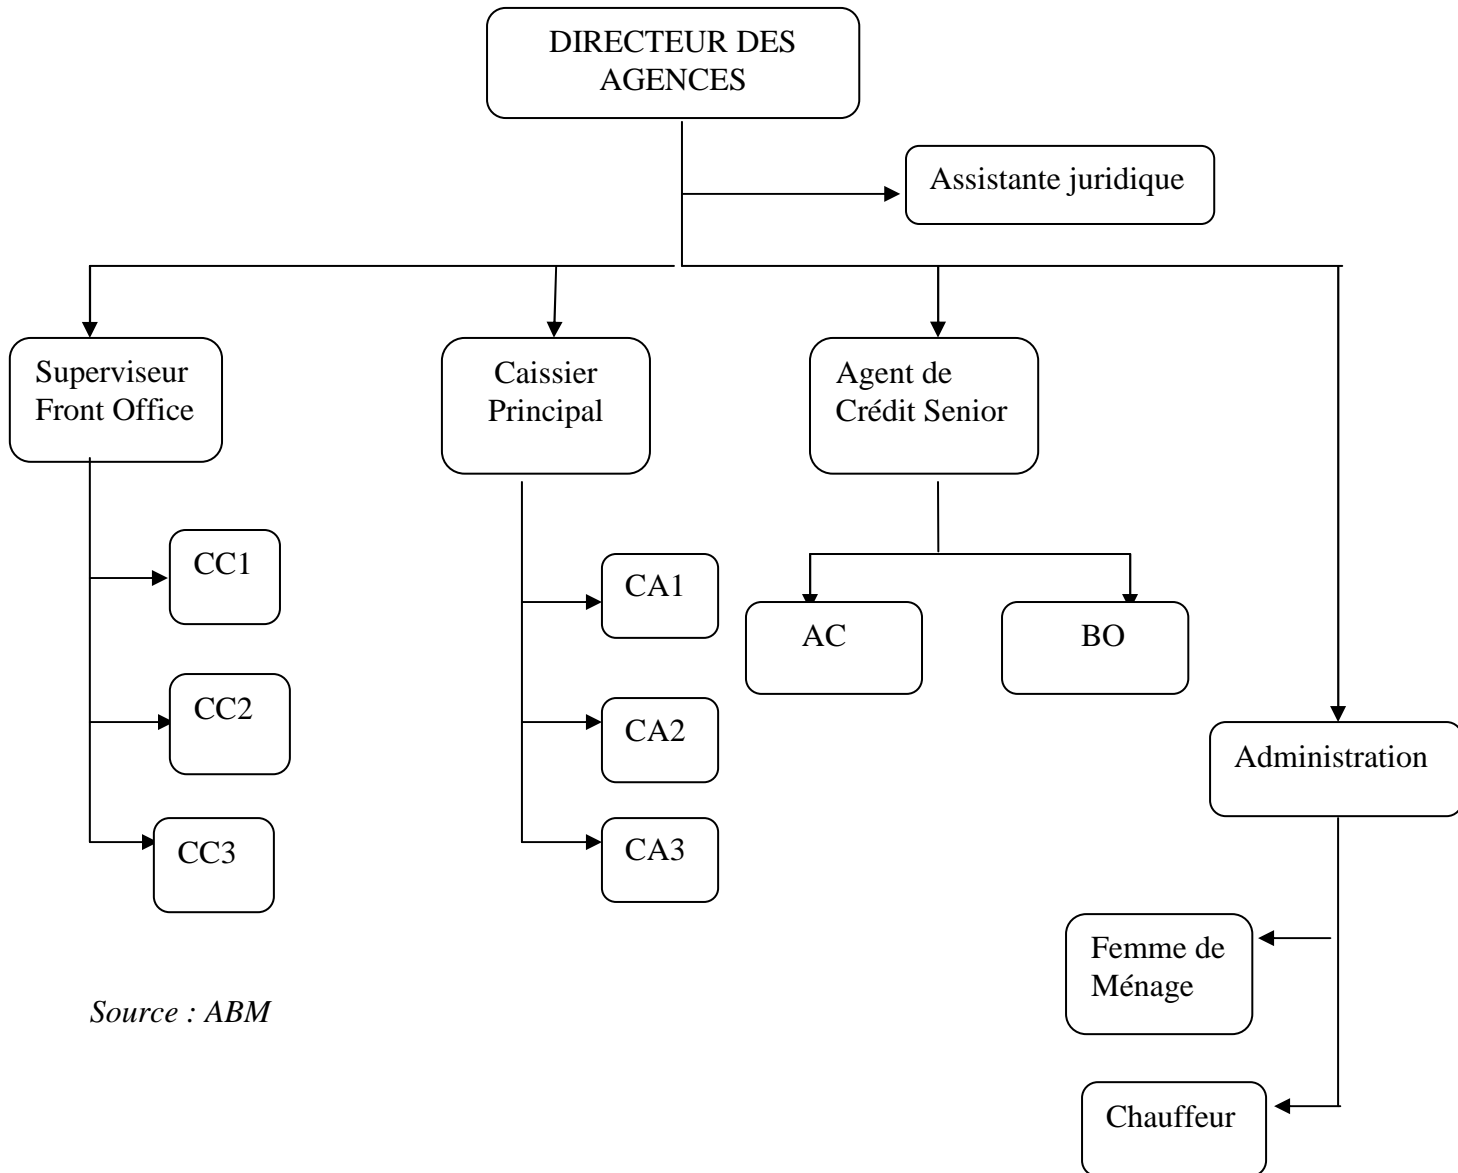 DIRECTEUR DES
AGENCES
Assistante juridique
Superviseur
Front Office
Caissier
Principal
Agent de
Crédit Senior
CC1
CA1
AC
BO
CC2
CA2
Administration
CC3
CA3
Femme de
Ménage
Source : ABM
Chauffeur